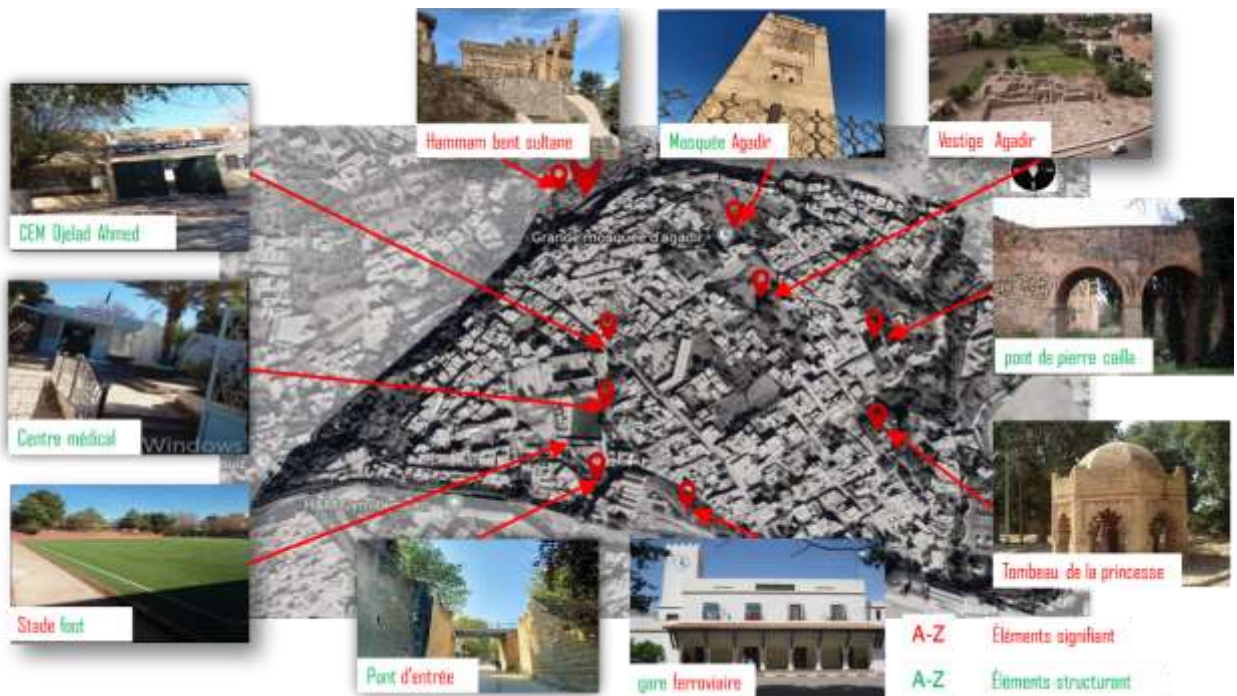 Hammam bent sultane
Mosquée Agadir
Vestige Agadir
CEM Djelad Ahmed
Grande mosquée d'agadir
pont de pierre cailla
Centre médical
Windows
Stade foot
Pont d'entrée
gare ferroviaire
Tombeau de la princesse
A-Z Éléments signifiant
A-Z Éléments structurant